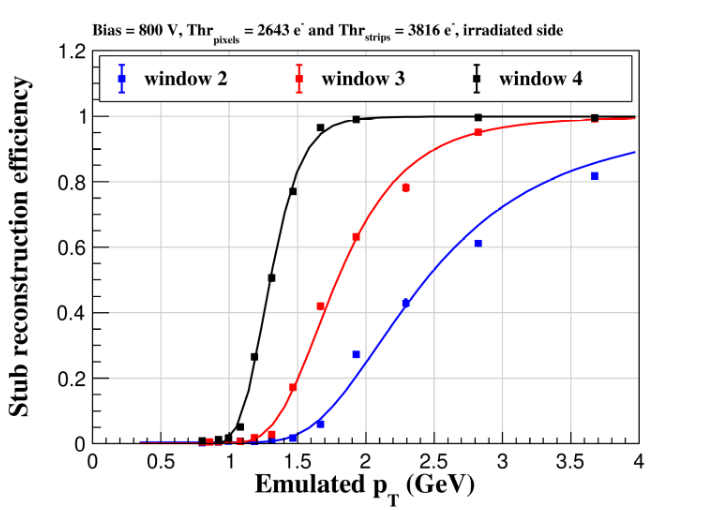 Bias = 800 V, Thr_pixels = 2643 e⁻ and Thr_strips = 3816 e⁻, irradiated side
window 2 window 3 window 4
Stub reconstruction efficiency
1.2
1
0.8
0.6
0.4
0.2
0
0 0.5 1 1.5 2 2.5 3 3.5 4
Emulated p_T (GeV)